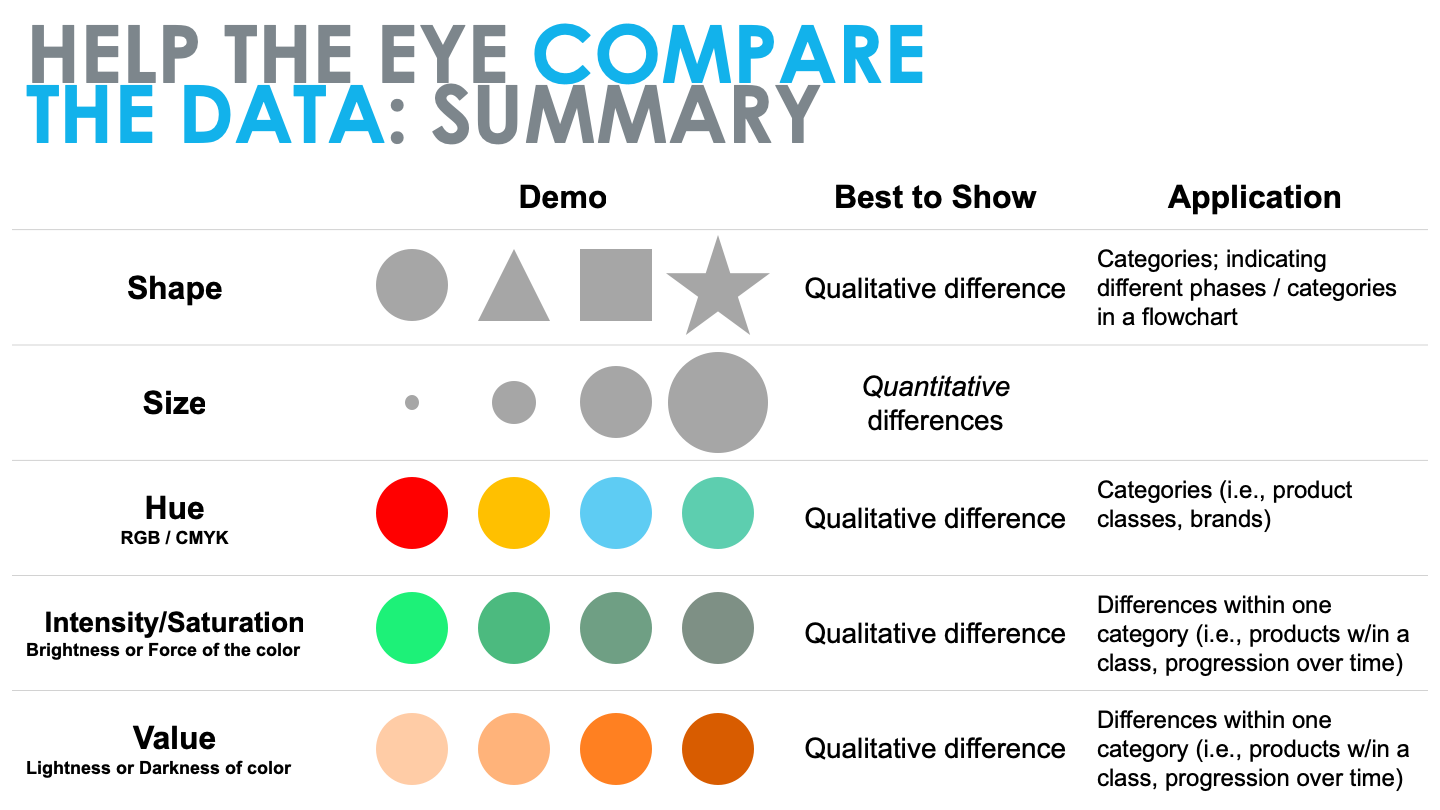 HELP THE EYE COMPARE
THE DATA: SUMMARY
Demo
Best to Show
Application
Shape
Qualitative difference
Categories; indicating
different phases / categories
in a flowchart
Size
Quantitative
differences
Hue
RGB / CMYK
Qualitative difference
Categories (i.e., product
classes, brands)
Intensity/Saturation
Brightness or Force of the color
Qualitative difference
Differences within one
category (i.e., products w/in a
class, progression over time)
Value
Lightness or Darkness of color
Qualitative difference
Differences within one
category (i.e., products w/in a
class, progression over time)